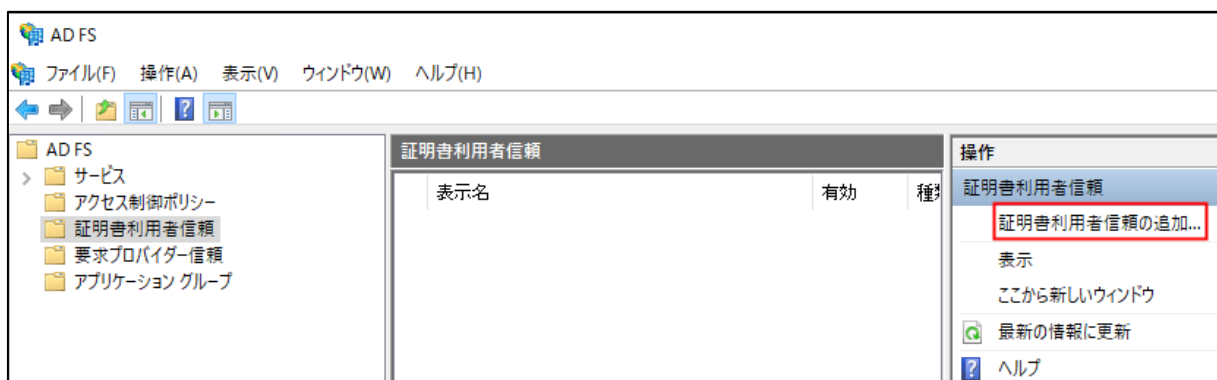 AD FS
ファイル(F) 操作(A) 表示(V) ウィンドウ(W) ヘルプ(H)
AD FS
サービス
アクセス制御ポリシー
証明書利用者信頼
要求プロバイダー信頼
アプリケーション グループ
証明書利用者信頼
表示名 有効
操作
証明書利用者信頼
証明書利用者信頼の追加...
表示
ここから新しいウィンドウ
最新の情報に更新
ヘルプ